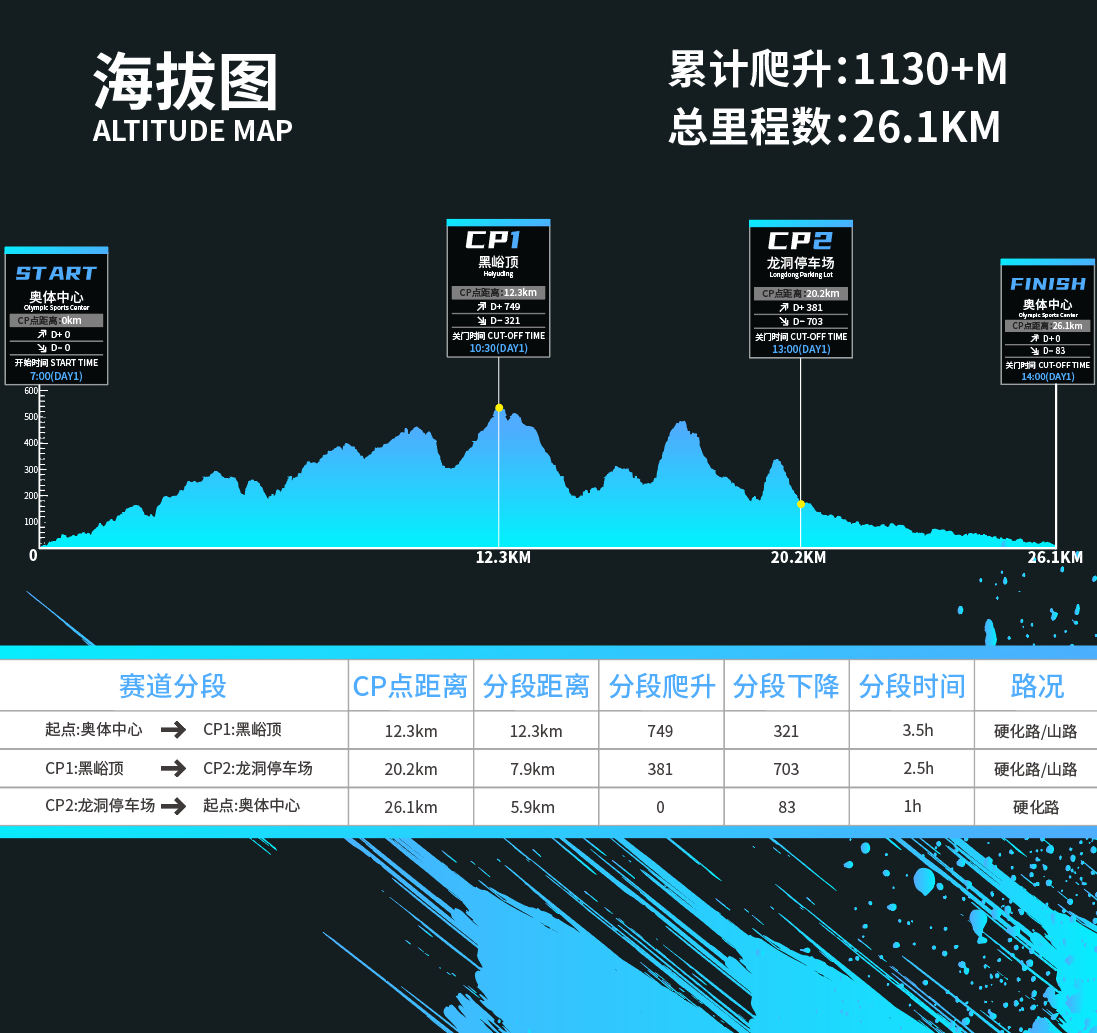 海拔图
ALTITUDE MAP
累计爬升:1130+M
总里程数:26.1KM
START
奥体中心
Olympic Sports Center
CP点距离:0km
D+ 0
D- 0
开始时间 START TIME
7:00(DAY1)
CP1
黑峪顶
Heiyuding
CP点距离:12.3km
D+ 749
D- 321
关门时间 CUT-OFF TIME
10:30(DAY1)
CP2
龙洞停车场
Longdong Parking Lot
CP点距离:20.2km
D+ 381
D- 703
关门时间 CUT-OFF TIME
13:00(DAY1)
FINISH
奥体中心
Olympic Sports Center
CP点距离:26.1km
D+0
D- 83
关门时间 CUT-OFF TIME
14:00(DAY1)
600
500
400
300
200
100
0 12.3KM 20.2KM 26.1KM
赛道分段 CP点距离 分段距离 分段爬升 分段下降 分段时间 路况
起点:奥体中心 → CP1:黑峪顶 12.3km 12.3km 749 321 3.5h 硬化路/山路
CP1:黑峪顶 → CP2:龙洞停车场 20.2km 7.9km 381 703 2.5h 硬化路/山路
CP2:龙洞停车场 → 起点:奥体中心 26.1km 5.9km 0 83 1h 硬化路